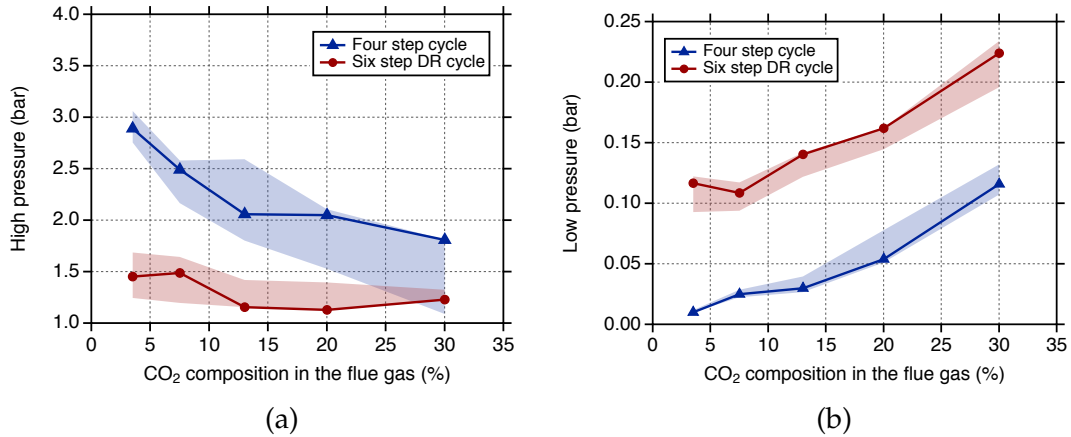 4.0
3.5
3.0
2.5
2.0
1.5
1.0
High pressure (bar)
Four step cycle
Six step DR cycle
0 5 10 15 20 25 30 35
CO₂ composition in the flue gas (%)
(a)
0.25
0.20
0.15
0.10
0.05
0.00
Low pressure (bar)
Four step cycle
Six step DR cycle
0 5 10 15 20 25 30 35
CO₂ composition in the flue gas (%)
(b)